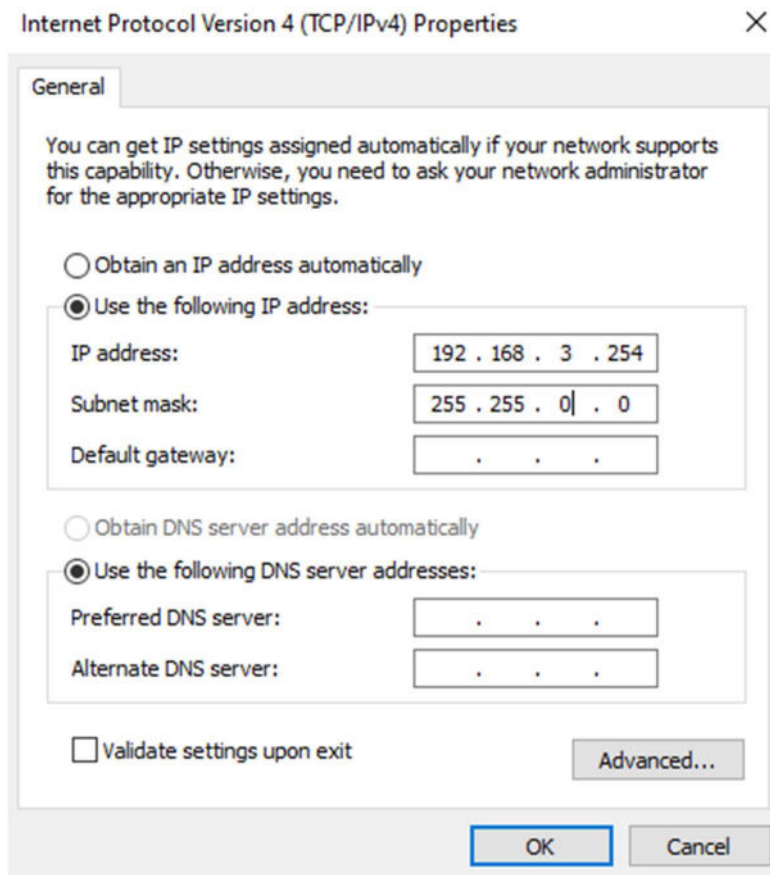 Internet Protocol Version 4 (TCP/IPv4) Properties
General
You can get IP settings assigned automatically if your network supports
this capability. Otherwise, you need to ask your network administrator
for the appropriate IP settings.
Obtain an IP address automatically
Use the following IP address:
IP address: 192 . 168 . 3 . 254
Subnet mask: 255 . 255 . 0 . 0
Default gateway: . . .
Obtain DNS server address automatically
Use the following DNS server addresses:
Preferred DNS server: . . .
Alternate DNS server: . . .
Validate settings upon exit
Advanced...
OK Cancel